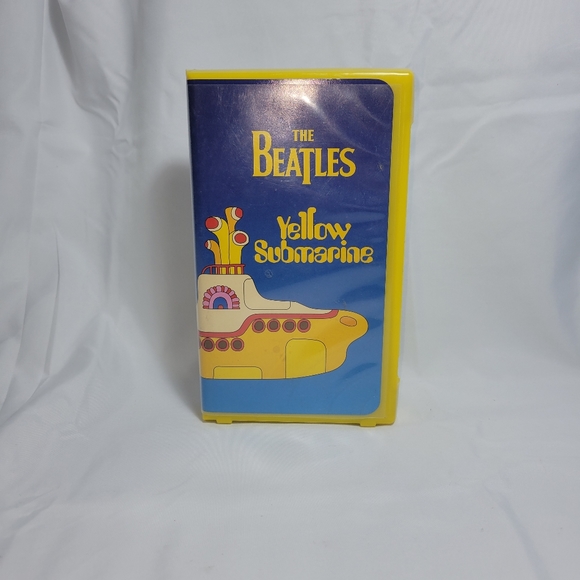 THE
BEATLES
Yellow
Submarine